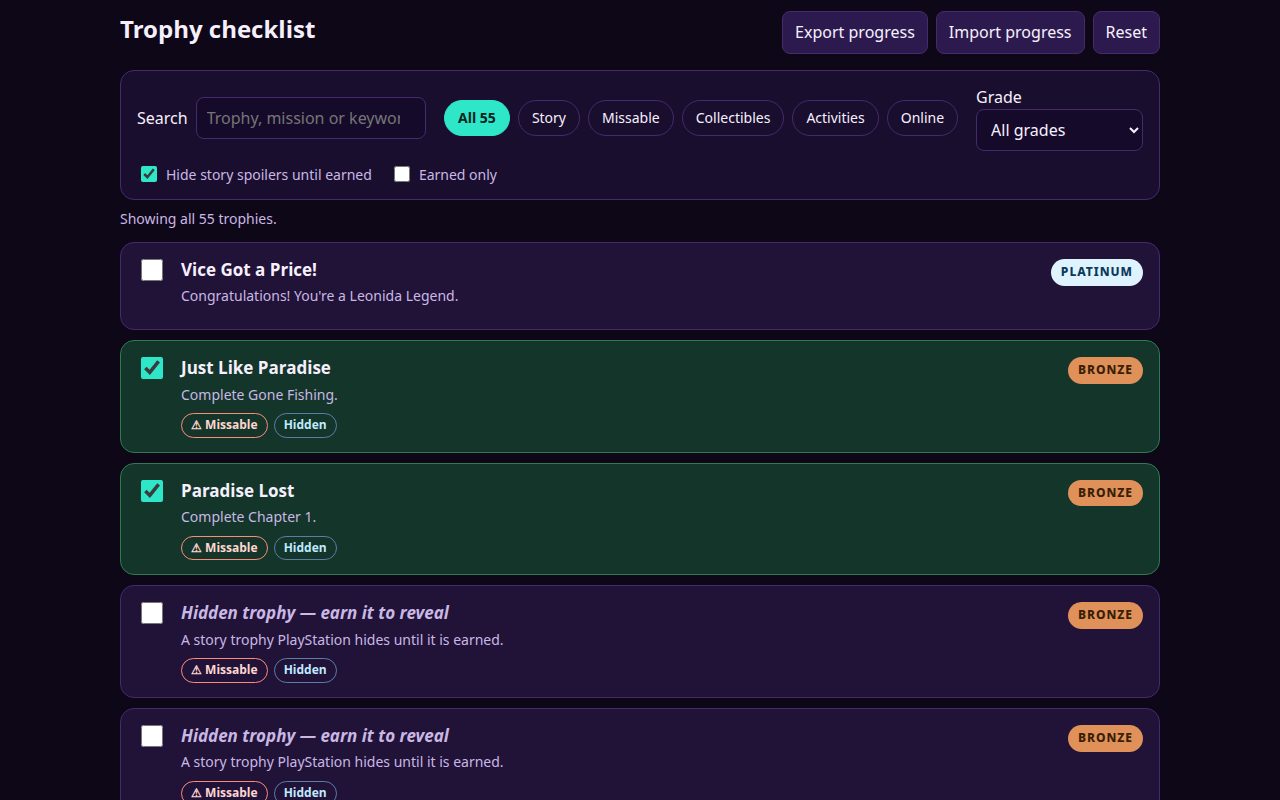 Trophy checklist
Export progress
Import progress
Reset
Search
Trophy, mission or keywo
All 55
Story
Missable
Collectibles
Activities
Online
Grade
All grades
Hide story spoilers until earned
Earned only
Showing all 55 trophies.
Vice Got a Price!
PLATINUM
Congratulations! You're a Leonida Legend.
Just Like Paradise
BRONZE
Complete Gone Fishing.
⚠ Missable
Hidden
Paradise Lost
BRONZE
Complete Chapter 1.
⚠ Missable
Hidden
Hidden trophy — earn it to reveal
BRONZE
A story trophy PlayStation hides until it is earned.
⚠ Missable
Hidden
Hidden trophy — earn it to reveal
BRONZE
A story trophy PlayStation hides until it is earned.
⚠ Missable
Hidden